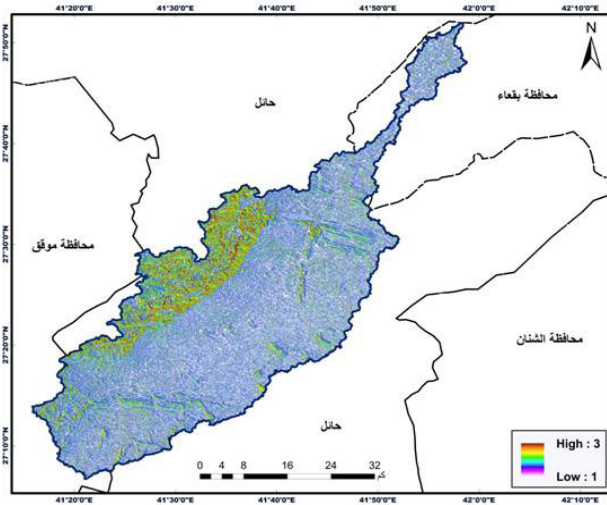 41°20'0"E 41°30'0"E 41°40'0"E 41°50'0"E 42°0'0"E 42°10'0"E
N
27°50'0"N
حائل
محافظة بقعاء
27°40'0"N
محافظة موقق
27°30'0"N
محافظة الشنان
27°20'0"N
حائل
27°10'0"N
High : 3
Low : 1
0 4 8 16 24 32
كم
41°20'0"E 41°30'0"E 41°40'0"E 41°50'0"E 42°0'0"E 42°10'0"E